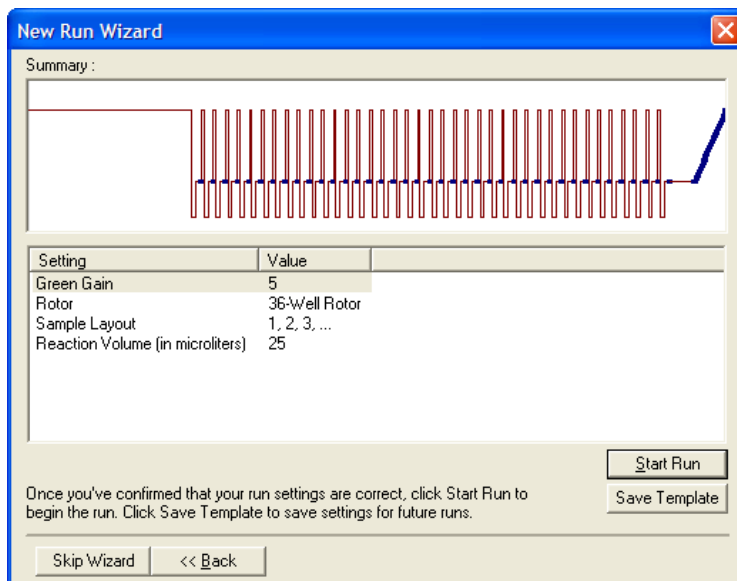 New Run Wizard
Summary :
Setting Value
Green Gain 5
Rotor 36-Well Rotor
Sample Layout 1, 2, 3, ...
Reaction Volume (in microliters) 25
Start Run
Once you've confirmed that your run settings are correct, click Start Run to
begin the run. Click Save Template to save settings for future runs.
Save Template
Skip Wizard << Back